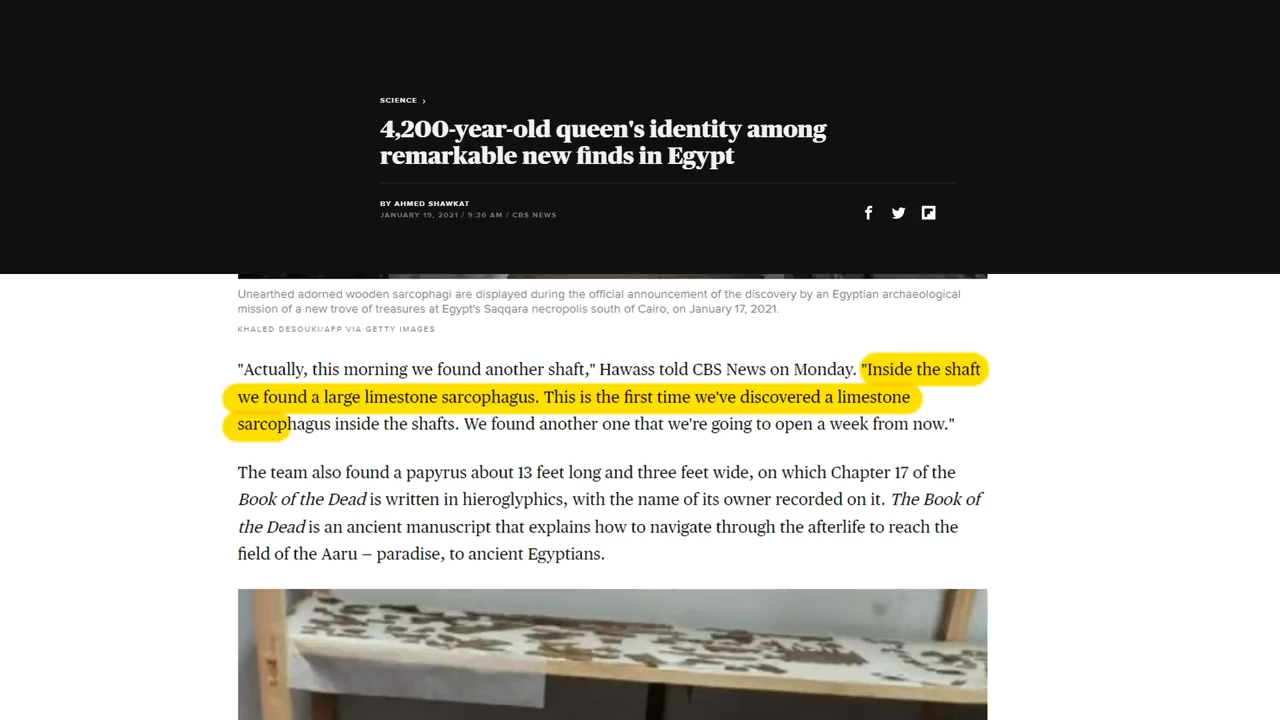 SCIENCE ›
4,200-year-old queen's identity among
remarkable new finds in Egypt
BY AHMED SHAWKAT
JANUARY 19, 2021 / 9:36 AM / CBS NEWS
Unearthed adorned wooden sarcophagi are displayed during the official announcement of the discovery by an Egyptian archaeological
mission of a new trove of treasures at Egypt's Saqqara necropolis south of Cairo, on January 17, 2021.
KHALED DESOUKI/AFP VIA GETTY IMAGES
"Actually, this morning we found another shaft," Hawass told CBS News on Monday. "Inside the shaft
we found a large limestone sarcophagus. This is the first time we've discovered a limestone
sarcophagus inside the shafts. We found another one that we're going to open a week from now."
The team also found a papyrus about 13 feet long and three feet wide, on which Chapter 17 of the
Book of the Dead is written in hieroglyphics, with the name of its owner recorded on it. The Book of
the Dead is an ancient manuscript that explains how to navigate through the afterlife to reach the
field of the Aaru – paradise, to ancient Egyptians.